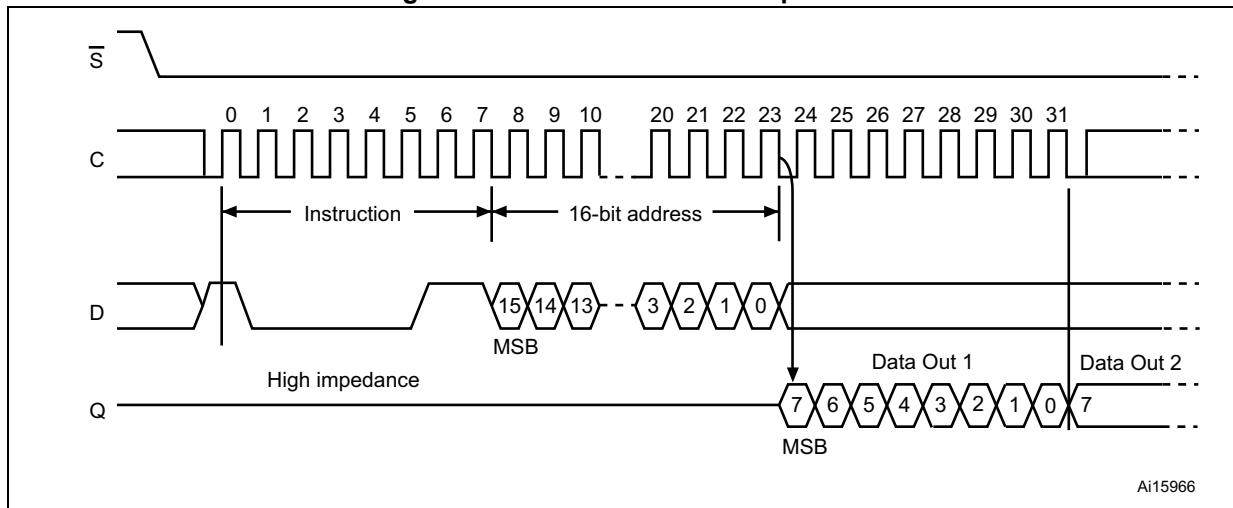 S
0 1 2 3 4 5 6 7 8 9 10 20 21 22 23 24 25 26 27 28 29 30 31
C
Instruction 16-bit address
D
15 14 13 3 2 1 0
MSB
High impedance
Data Out 1 Data Out 2
Q
7 6 5 4 3 2 1 0 7
MSB
Ai15966